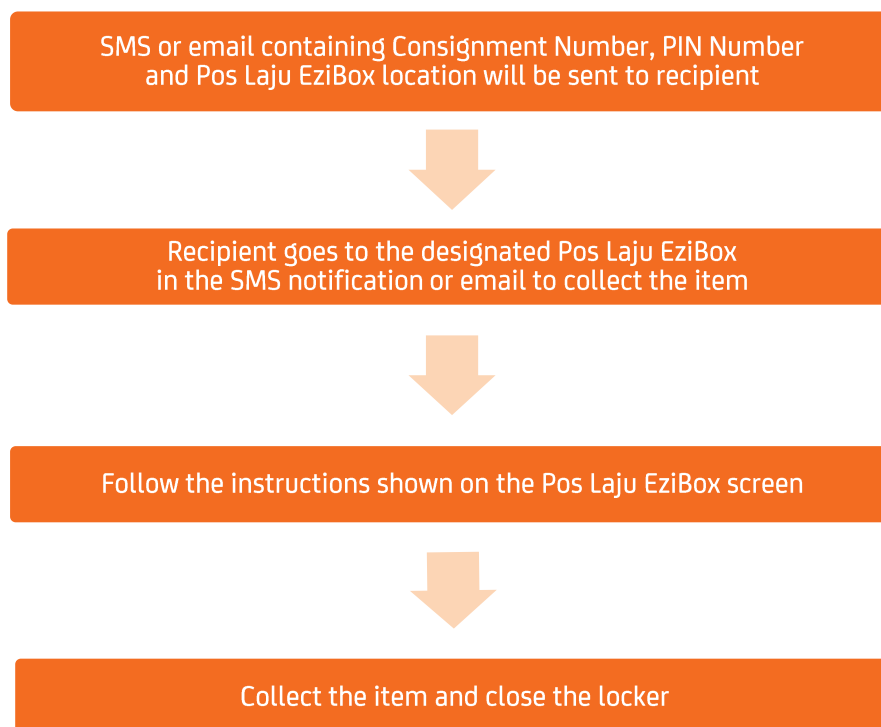 SMS or email containing Consignment Number, PIN Number
and Pos Laju EziBox location will be sent to recipient
Recipient goes to the designated Pos Laju EziBox
in the SMS notification or email to collect the item
Follow the instructions shown on the Pos Laju EziBox screen
Collect the item and close the locker